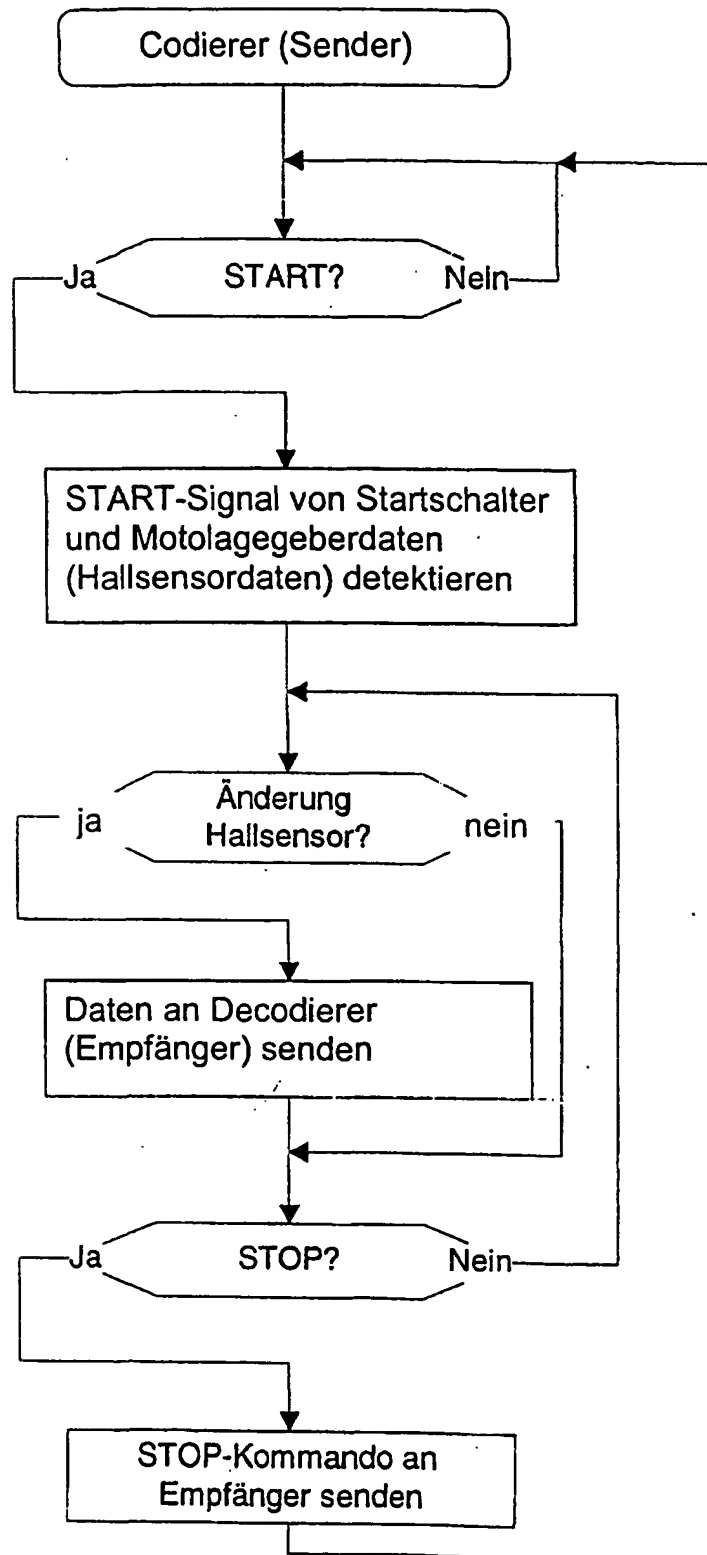 Codierer (Sender)
Ja
START?
Nein
START-Signal von Startschalter
und Motolagegeberdaten
(Hallsensordaten) detektieren
ja
Änderung
Hallsensor?
nein
Daten an Decodierer
(Empfänger) senden
Ja
STOP?
Nein
STOP-Kommando an
Empfänger senden